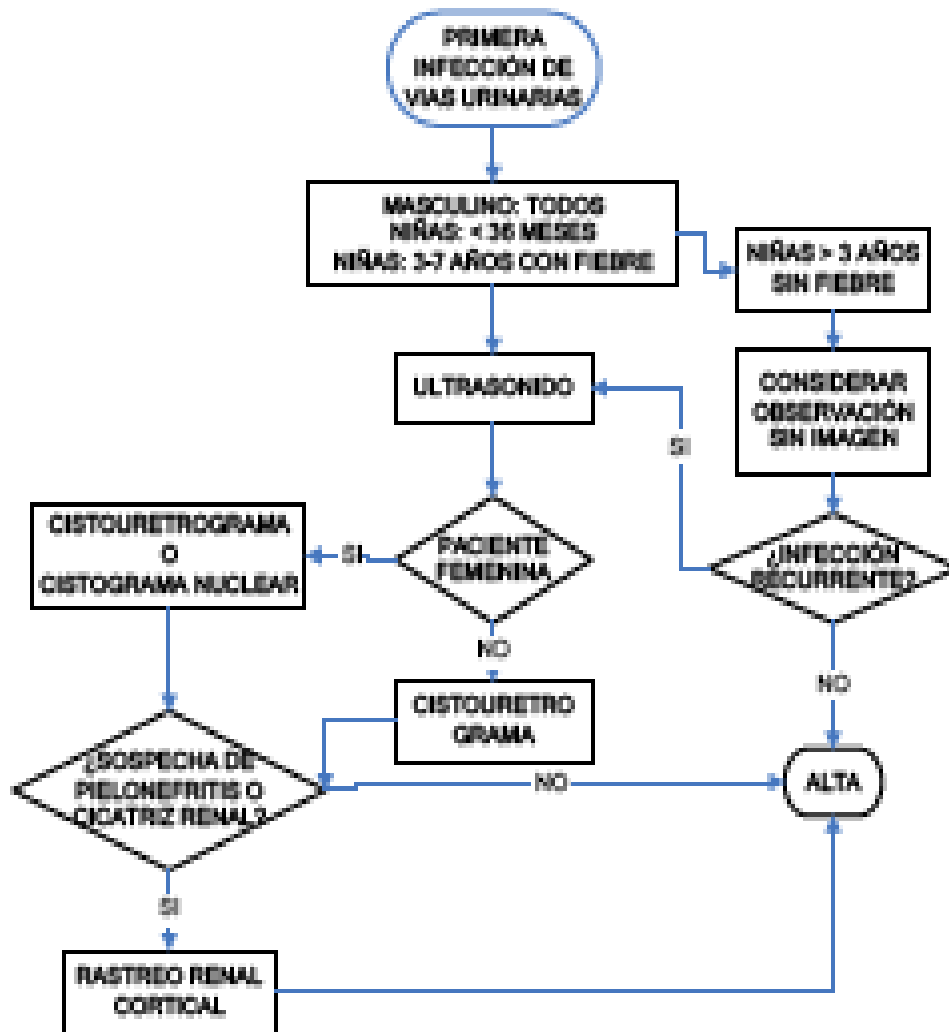 PRIMERA
INFECCIÓN DE
VIAS URINARIAS
MASCULINO: TODOS
NIÑAS: < 36 MESES
NIÑAS: 3-7 AÑOS CON FIEBRE
NIÑAS > 3 AÑOS
SIN FIEBRE
ULTRASONIDO
CONSIDERAR
OBSERVACIÓN
SIN IMAGEN
SI
CISTOURETROGRAMA
O
CISTOGRAMA NUCLEAR
SI
PACIENTE
FEMENINA
¿INFECCIÓN
RECURRENTE?
NO
NO
CISTOURETRO
GRAMA
¿SOSPECHA DE
PIELONEFRITIS O
CICATRIZ RENAL?
NO
ALTA
SI
RASTREO RENAL
CORTICAL